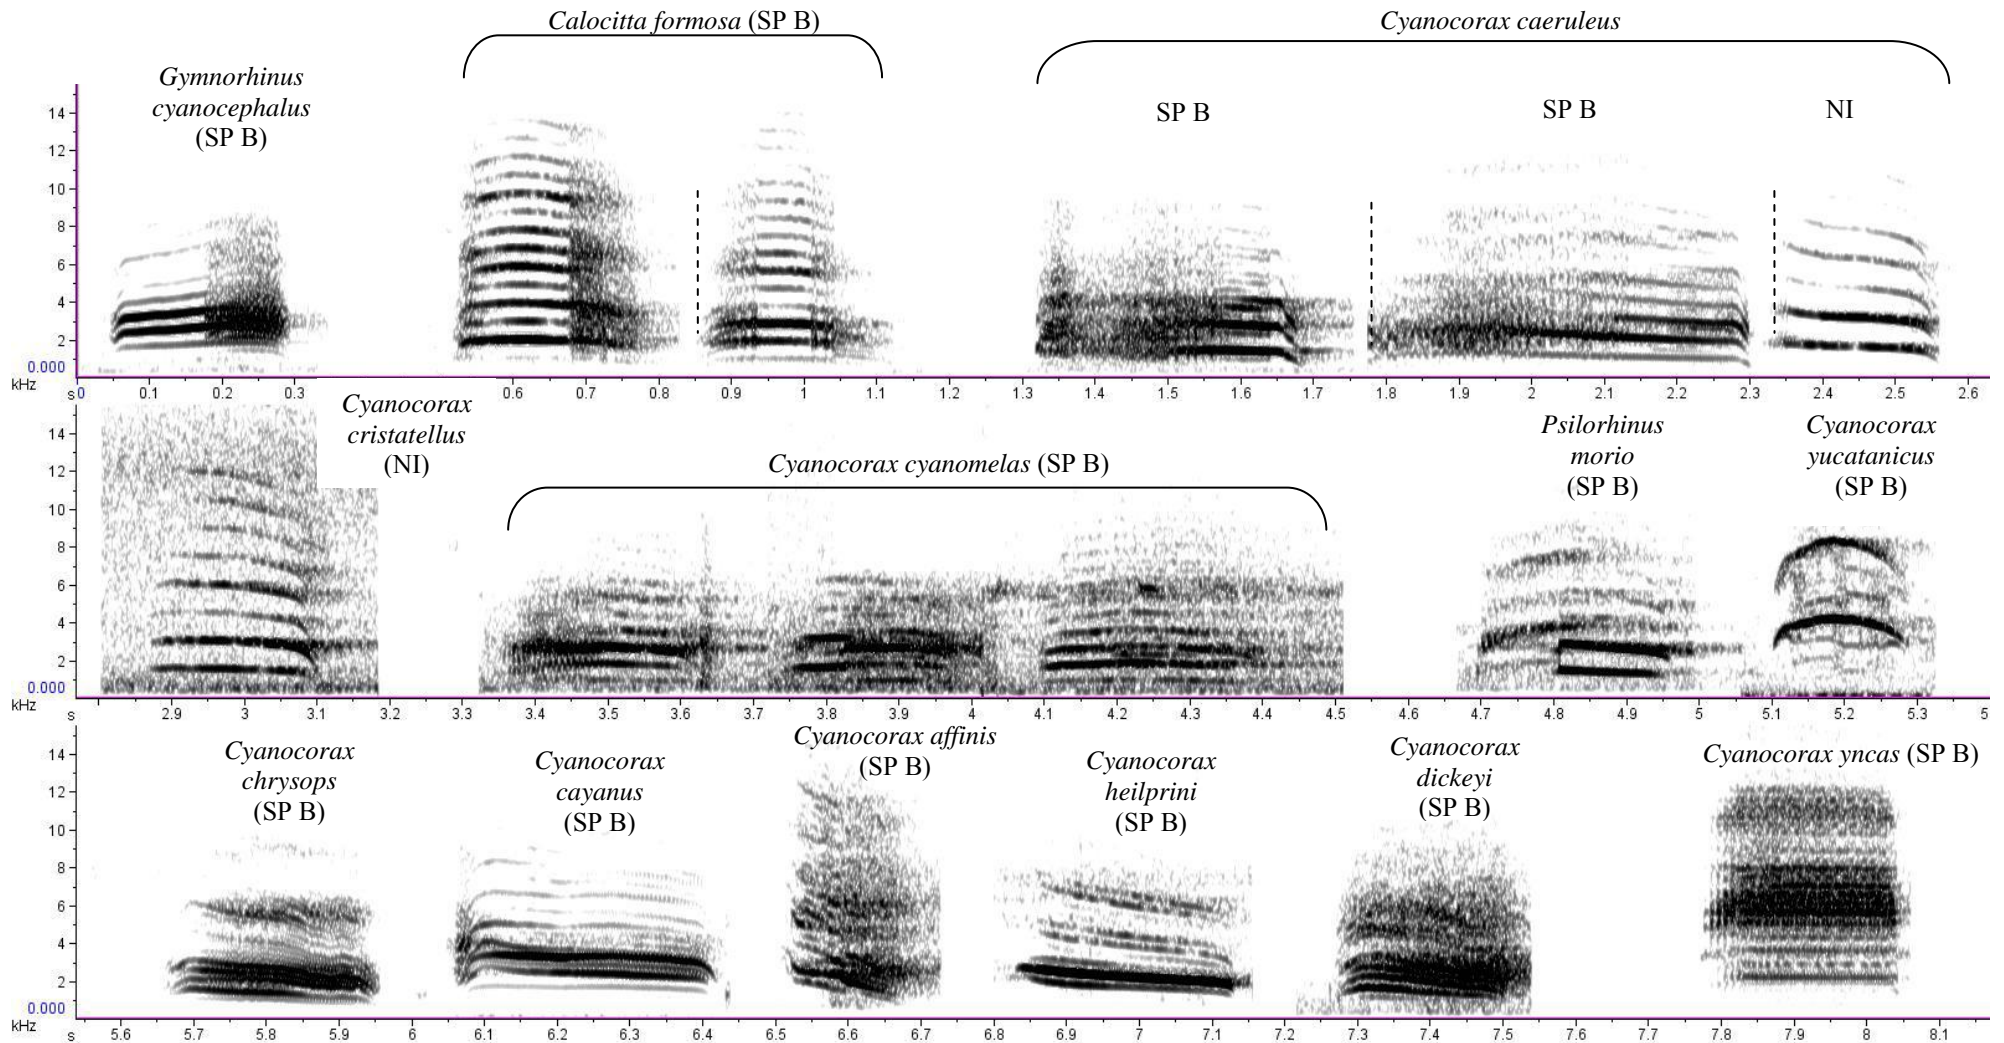 Calocitta formosa (SP B)
Cyanocorax caeruleus
Gymnorhinus
cyanocephalus
(SP B)
SP B
SP B
NI
14
12
10
8
6
4
2
0.000
kHz
s 0 0.1 0.2 0.3 0.6 0.7 0.8 0.9 1 1.1 1.2 1.3 1.4 1.5 1.6 1.7 1.8 1.9 2 2.1 2.2 2.3 2.4 2.5 2.6
Cyanocorax
cristatellus
(NI)
Cyanocorax cyanomelas (SP B)
Psilorhinus
morio
(SP B)
Cyanocorax
yucatanicus
(SP B)
14
12
10
8
6
4
2
0.000
kHz
s 2.9 3 3.1 3.2 3.3 3.4 3.5 3.6 3.7 3.8 3.9 4 4.1 4.2 4.3 4.4 4.5 4.6 4.7 4.8 4.9 5 5.1 5.2 5.3 5
Cyanocorax
chrysops
(SP B)
Cyanocorax
cayanus
(SP B)
Cyanocorax affinis
(SP B)
Cyanocorax
heilprini
(SP B)
Cyanocorax
dickeyi
(SP B)
Cyanocorax yncas (SP B)
14
12
10
8
6
4
2
0.000
kHz
s 5.6 5.7 5.8 5.9 6 6.1 6.2 6.3 6.4 6.5 6.6 6.7 6.8 6.9 7 7.1 7.2 7.3 7.4 7.5 7.6 7.7 7.8 7.9 8 8.1